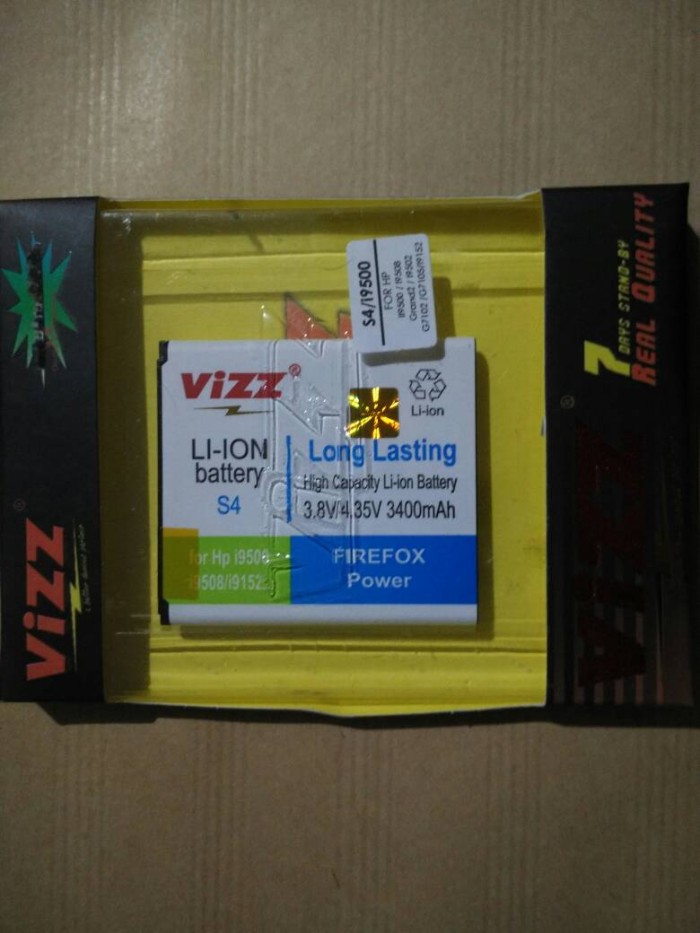 S4/I9500
FOR HP
I9500 / I9508
Grand2 / I9502
G7102 /G7105/I9152
7
DAYS STAND-BY
REAL QUALITY
ViZZ®
Li-ion
LI-ION
battery
S4
Long Lasting
High Capacity Li-ion Battery
3.8V/4.35V 3400mAh
for Hp i9500
i9508/i9152
FIREFOX
Power
ViZZ®
ViZZ